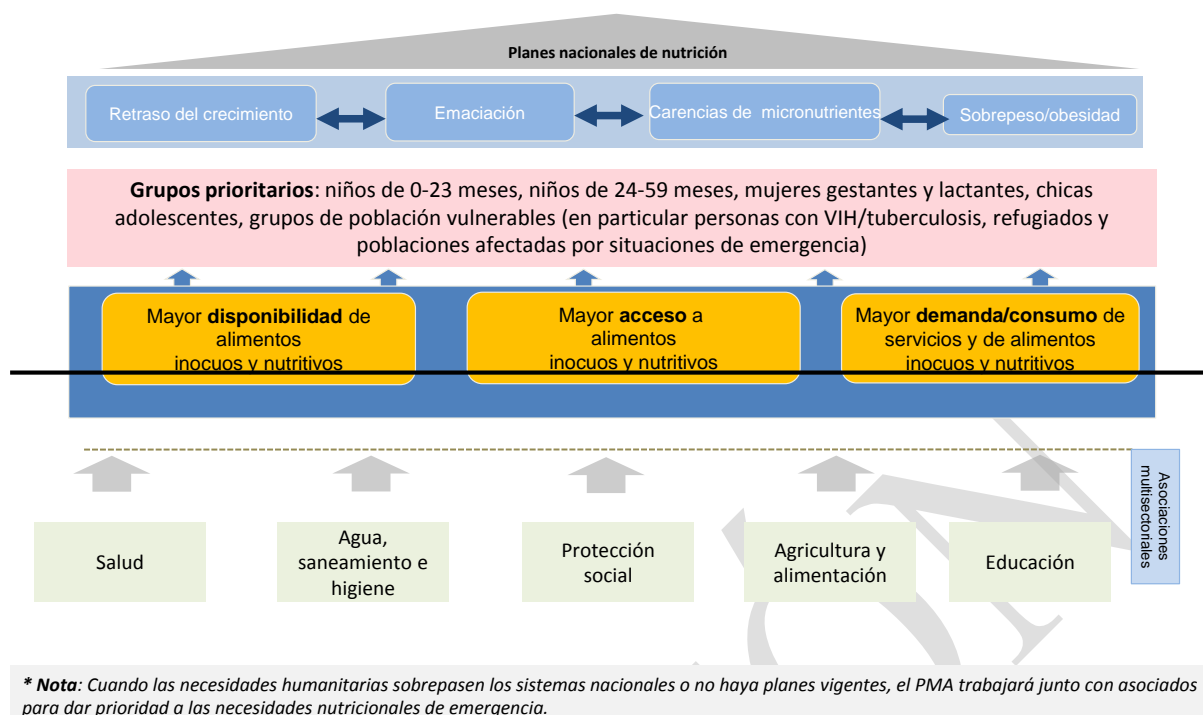 Planes nacionales de nutrición
Retraso del crecimiento
Emaciación
Carencias de micronutrientes
Sobrepeso/obesidad
Grupos prioritarios: niños de 0-23 meses, niños de 24-59 meses, mujeres gestantes y lactantes, chicas
adolescentes, grupos de población vulnerables (en particular personas con VIH/tuberculosis, refugiados y
poblaciones afectadas por situaciones de emergencia)
Mayor disponibilidad de
alimentos
inocuos y nutritivos
Mayor acceso a
alimentos
inocuos y nutritivos
Mayor demanda/consumo de
servicios y de alimentos
inocuos y nutritivos
Asociaciones
multisectoriales
Salud
Agua,
saneamiento e
higiene
Protección
social
Agricultura y
alimentación
Educación
* Nota: Cuando las necesidades humanitarias sobrepasen los sistemas nacionales o no haya planes vigentes, el PMA trabajará junto con asociados
para dar prioridad a las necesidades nutricionales de emergencia.